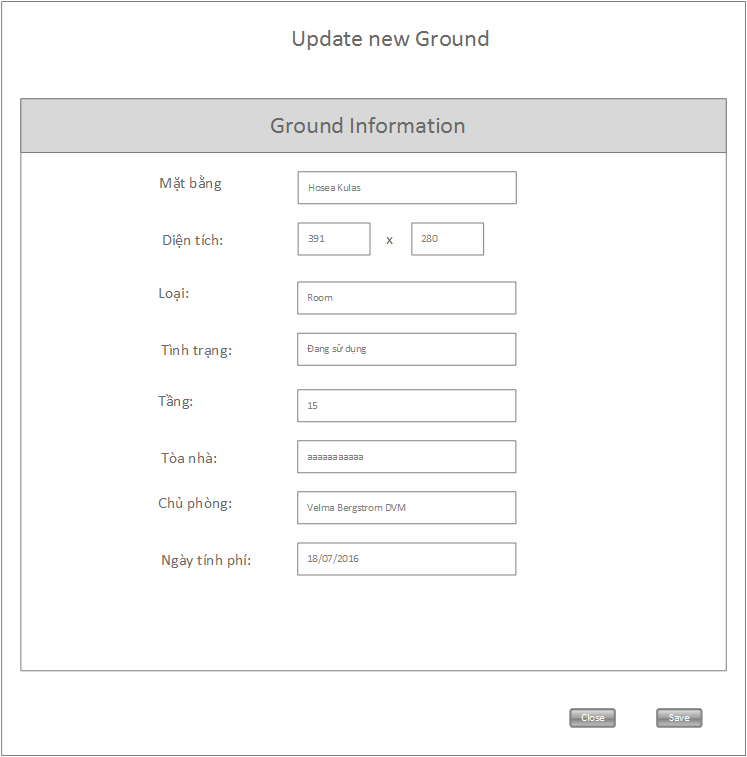 Update new Ground
Ground Information
Mặt bằng
Hosea Kulas
Diện tích:
391 x 280
Loại:
Room
Tình trạng:
Đang sử dụng
Tầng:
15
Tòa nhà:
aaaaaaaaaaa
Chủ phòng:
Velma Bergstrom DVM
Ngày tính phí:
18/07/2016
Close
Save